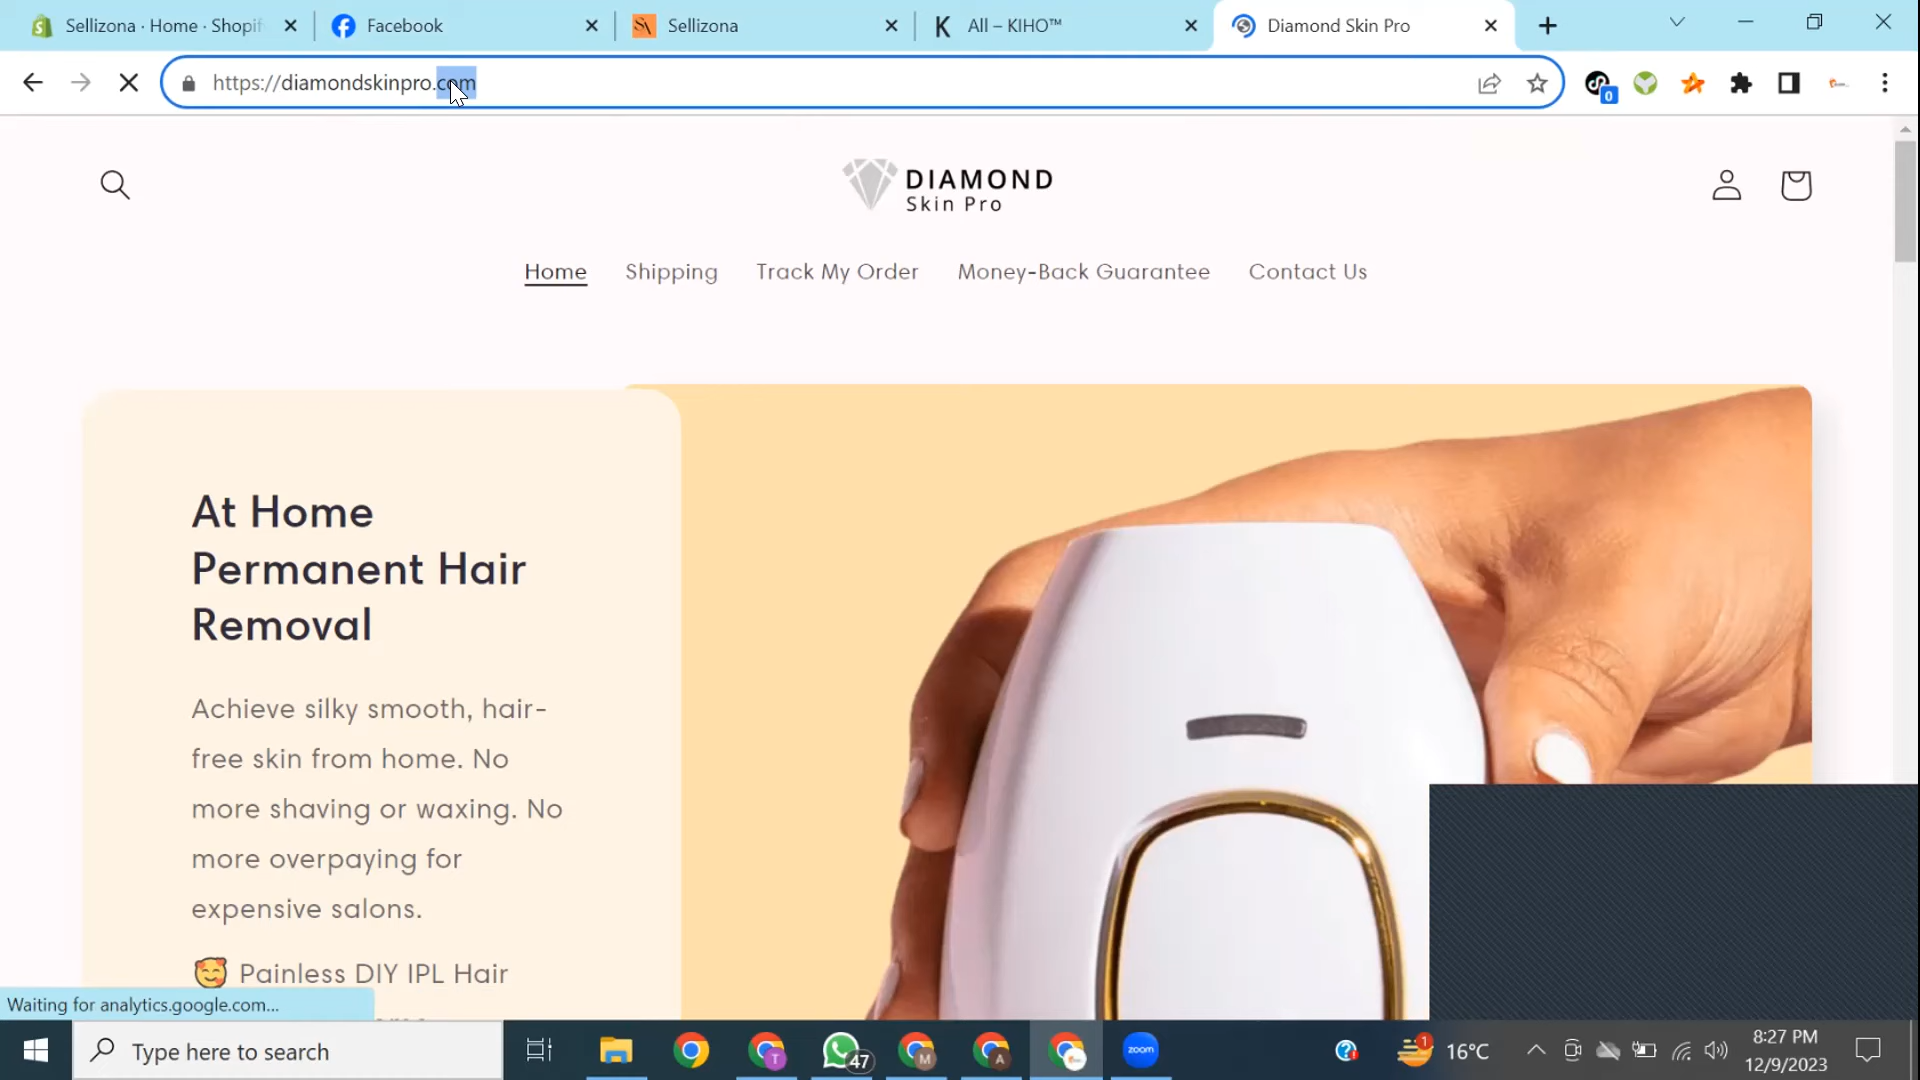 Sellizona · Home · Shopif
Facebook
Sellizona
All – KIHO™
Diamond Skin Pro
https://diamondskinpro.com
0
DIAMOND
Skin Pro
Home
Shipping
Track My Order
Money-Back Guarantee
Contact Us
At Home
Permanent Hair
Removal
Achieve silky smooth, hair-
free skin from home. No
more shaving or waxing. No
more overpaying for
expensive salons.
🥰 Painless DIY IPL Hair
Waiting for analytics.google.com...
Type here to search
T
47
M
A
zoom
1
16°C
8:27 PM
12/9/2023